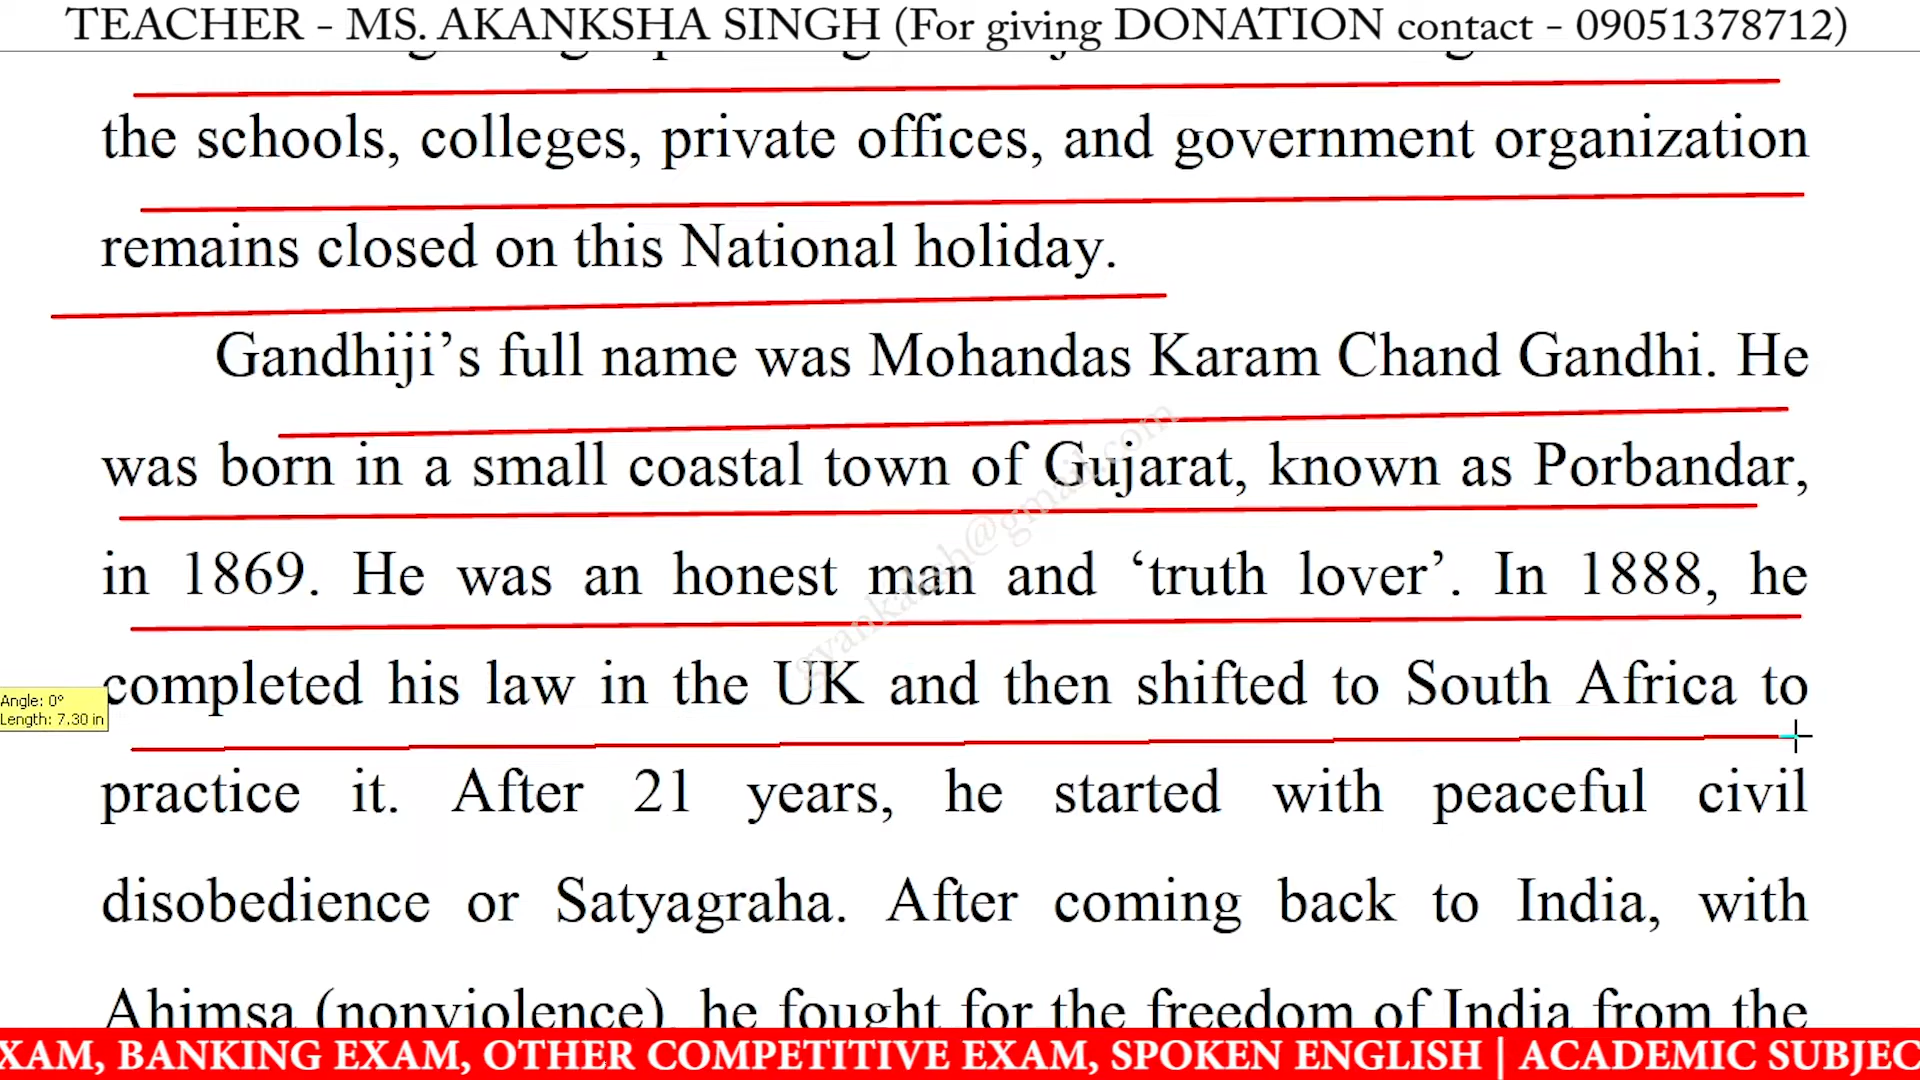 TEACHER - MS. AKANKSHA SINGH (For giving DONATION contact - 09051378712)
the schools, colleges, private offices, and government organization
remains closed on this National holiday.
Gandhiji’s full name was Mohandas Karam Chand Gandhi. He
was born in a small coastal town of Gujarat, known as Porbandar,
in 1869. He was an honest man and ‘truth lover’. In 1888, he
completed his law in the UK and then shifted to South Africa to
Angle: 0°
Length: 7.30 in
practice it. After 21 years, he started with peaceful civil
disobedience or Satyagraha. After coming back to India, with
Ahimsa (nonviolence), he fought for the freedom of India from the
XAM, BANKING EXAM, OTHER COMPETITIVE EXAM, SPOKEN ENGLISH | ACADEMIC SUBJEC